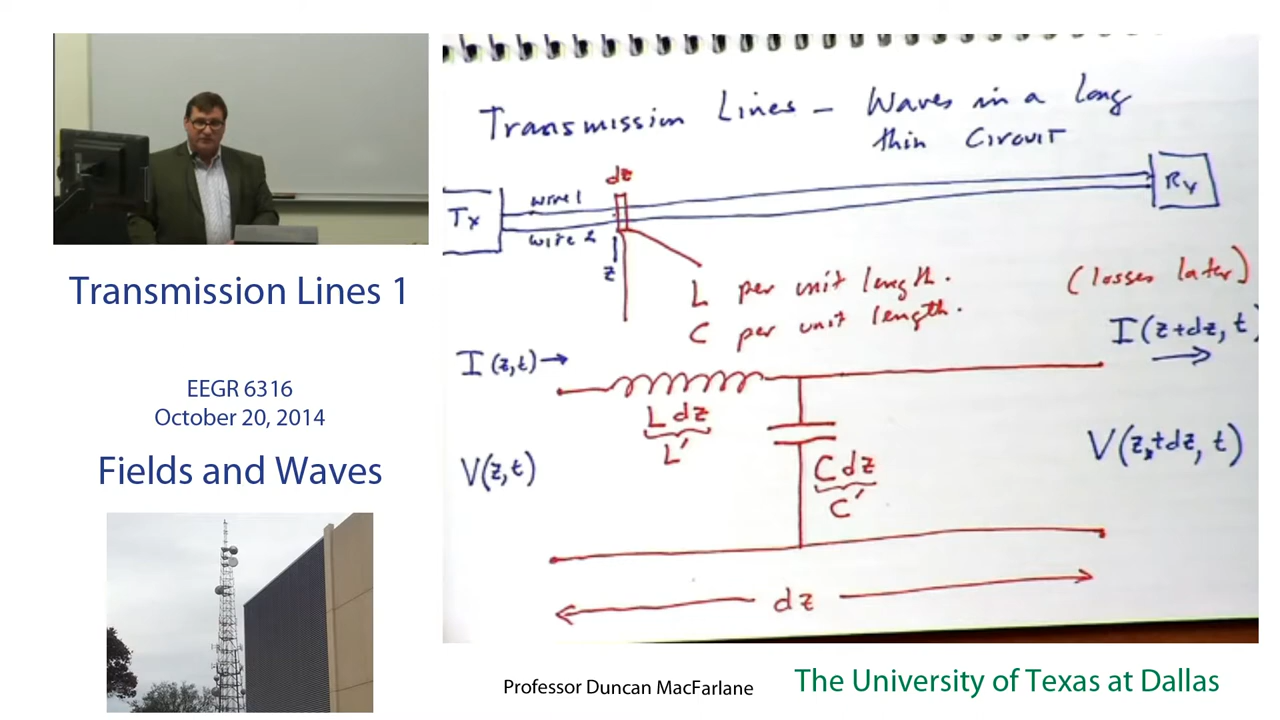 Transmission Lines 1
EEGR 6316
October 20, 2014
Fields and Waves
Transmission Lines – Waves in a long
thin Circuit
dz
Tx
wire 1
wire 2
Rx
z
L per unit length.
C per unit length.
(losses later)
I(z,t) →
I(z+dz, t)
L dz
L'
V(z,t)
C dz
C'
V(z+dz, t)
dz
Professor Duncan MacFarlane
The University of Texas at Dallas